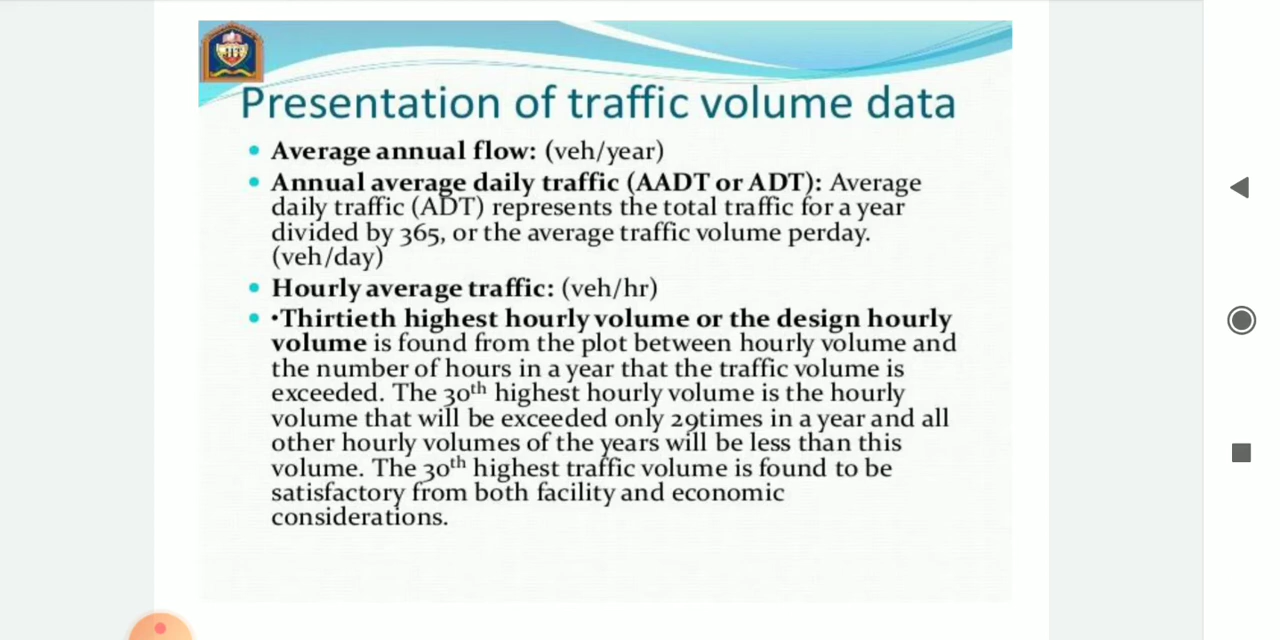 Presentation of traffic volume data
• Average annual flow: (veh/year)
• Annual average daily traffic (AADT or ADT): Average
daily traffic (ADT) represents the total traffic for a year
divided by 365, or the average traffic volume perday.
(veh/day)
• Hourly average traffic: (veh/hr)
• •Thirtieth highest hourly volume or the design hourly
volume is found from the plot between hourly volume and
the number of hours in a year that the traffic volume is
exceeded. The 30th highest hourly volume is the hourly
volume that will be exceeded only 29times in a year and all
other hourly volumes of the years will be less than this
volume. The 30th highest traffic volume is found to be
satisfactory from both facility and economic
considerations.